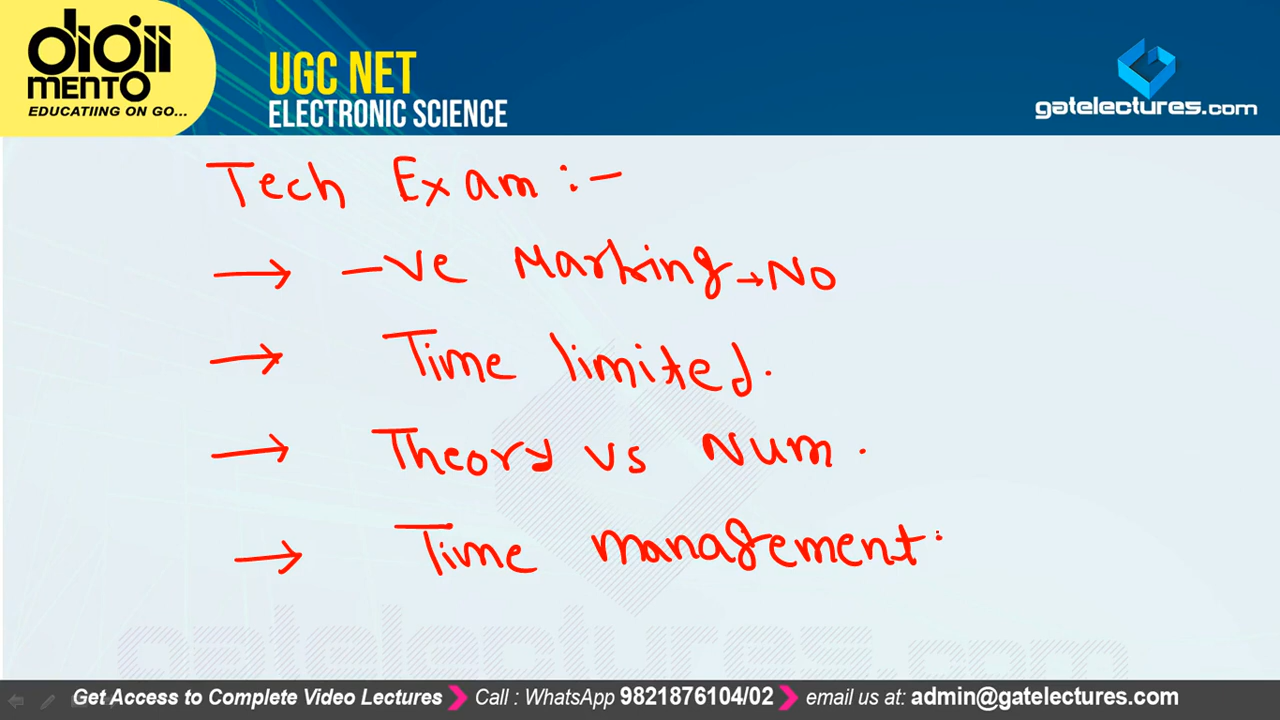 digii
MENTO
EDUCATIING ON GO...
UGC NET
ELECTRONIC SCIENCE
gatelectures.com
Tech Exam :-
→ -ve Marking → No
→ Time limited.
→ Theory vs Num.
→ Time management.
gatelectures.com
Get Access to Complete Video Lectures Call : WhatsApp 9821876104/02 email us at: admin@gatelectures.com